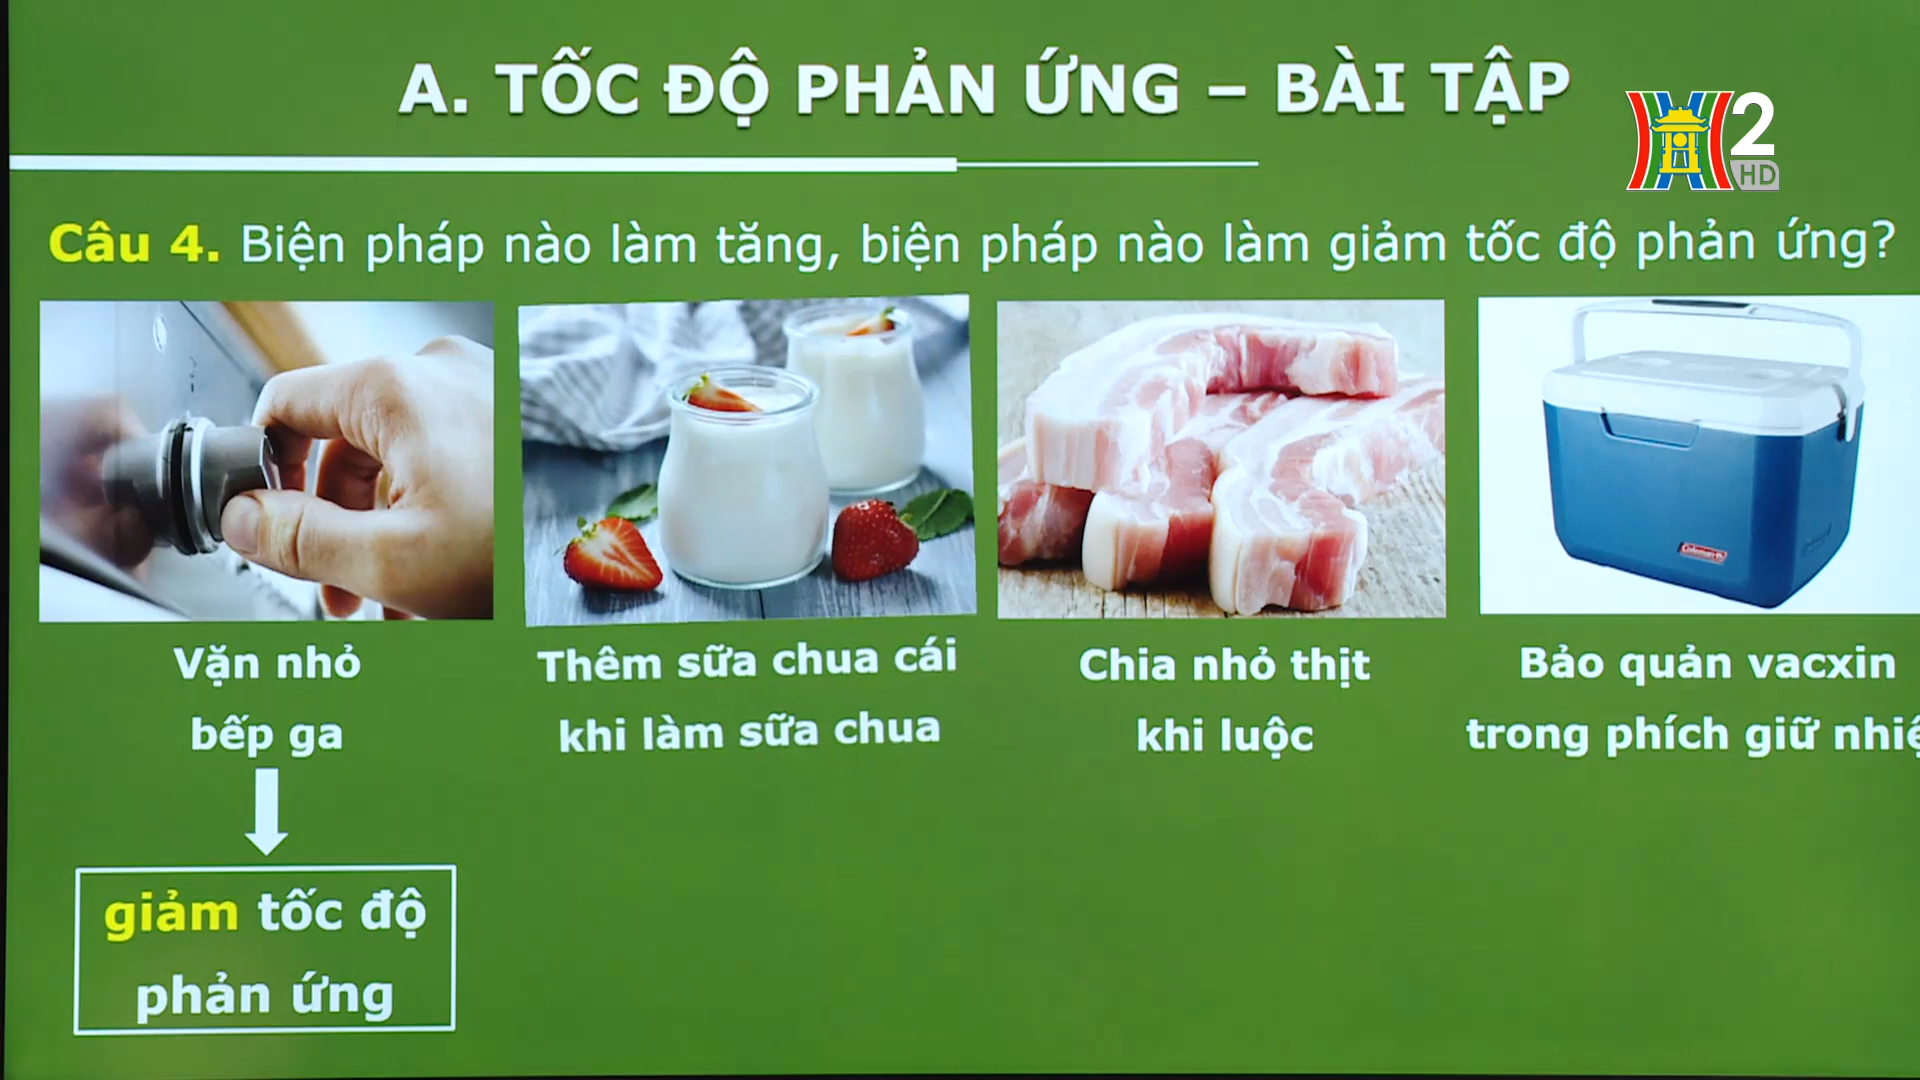 A. TỐC ĐỘ PHẢN ỨNG – BÀI TẬP
2
HD
Câu 4. Biện pháp nào làm tăng, biện pháp nào làm giảm tốc độ phản ứng?
Coleman
Vặn nhỏ
bếp ga
Thêm sữa chua cái
khi làm sữa chua
Chia nhỏ thịt
khi luộc
Bảo quản vacxin
trong phích giữ
giảm tốc độ
phản ứng